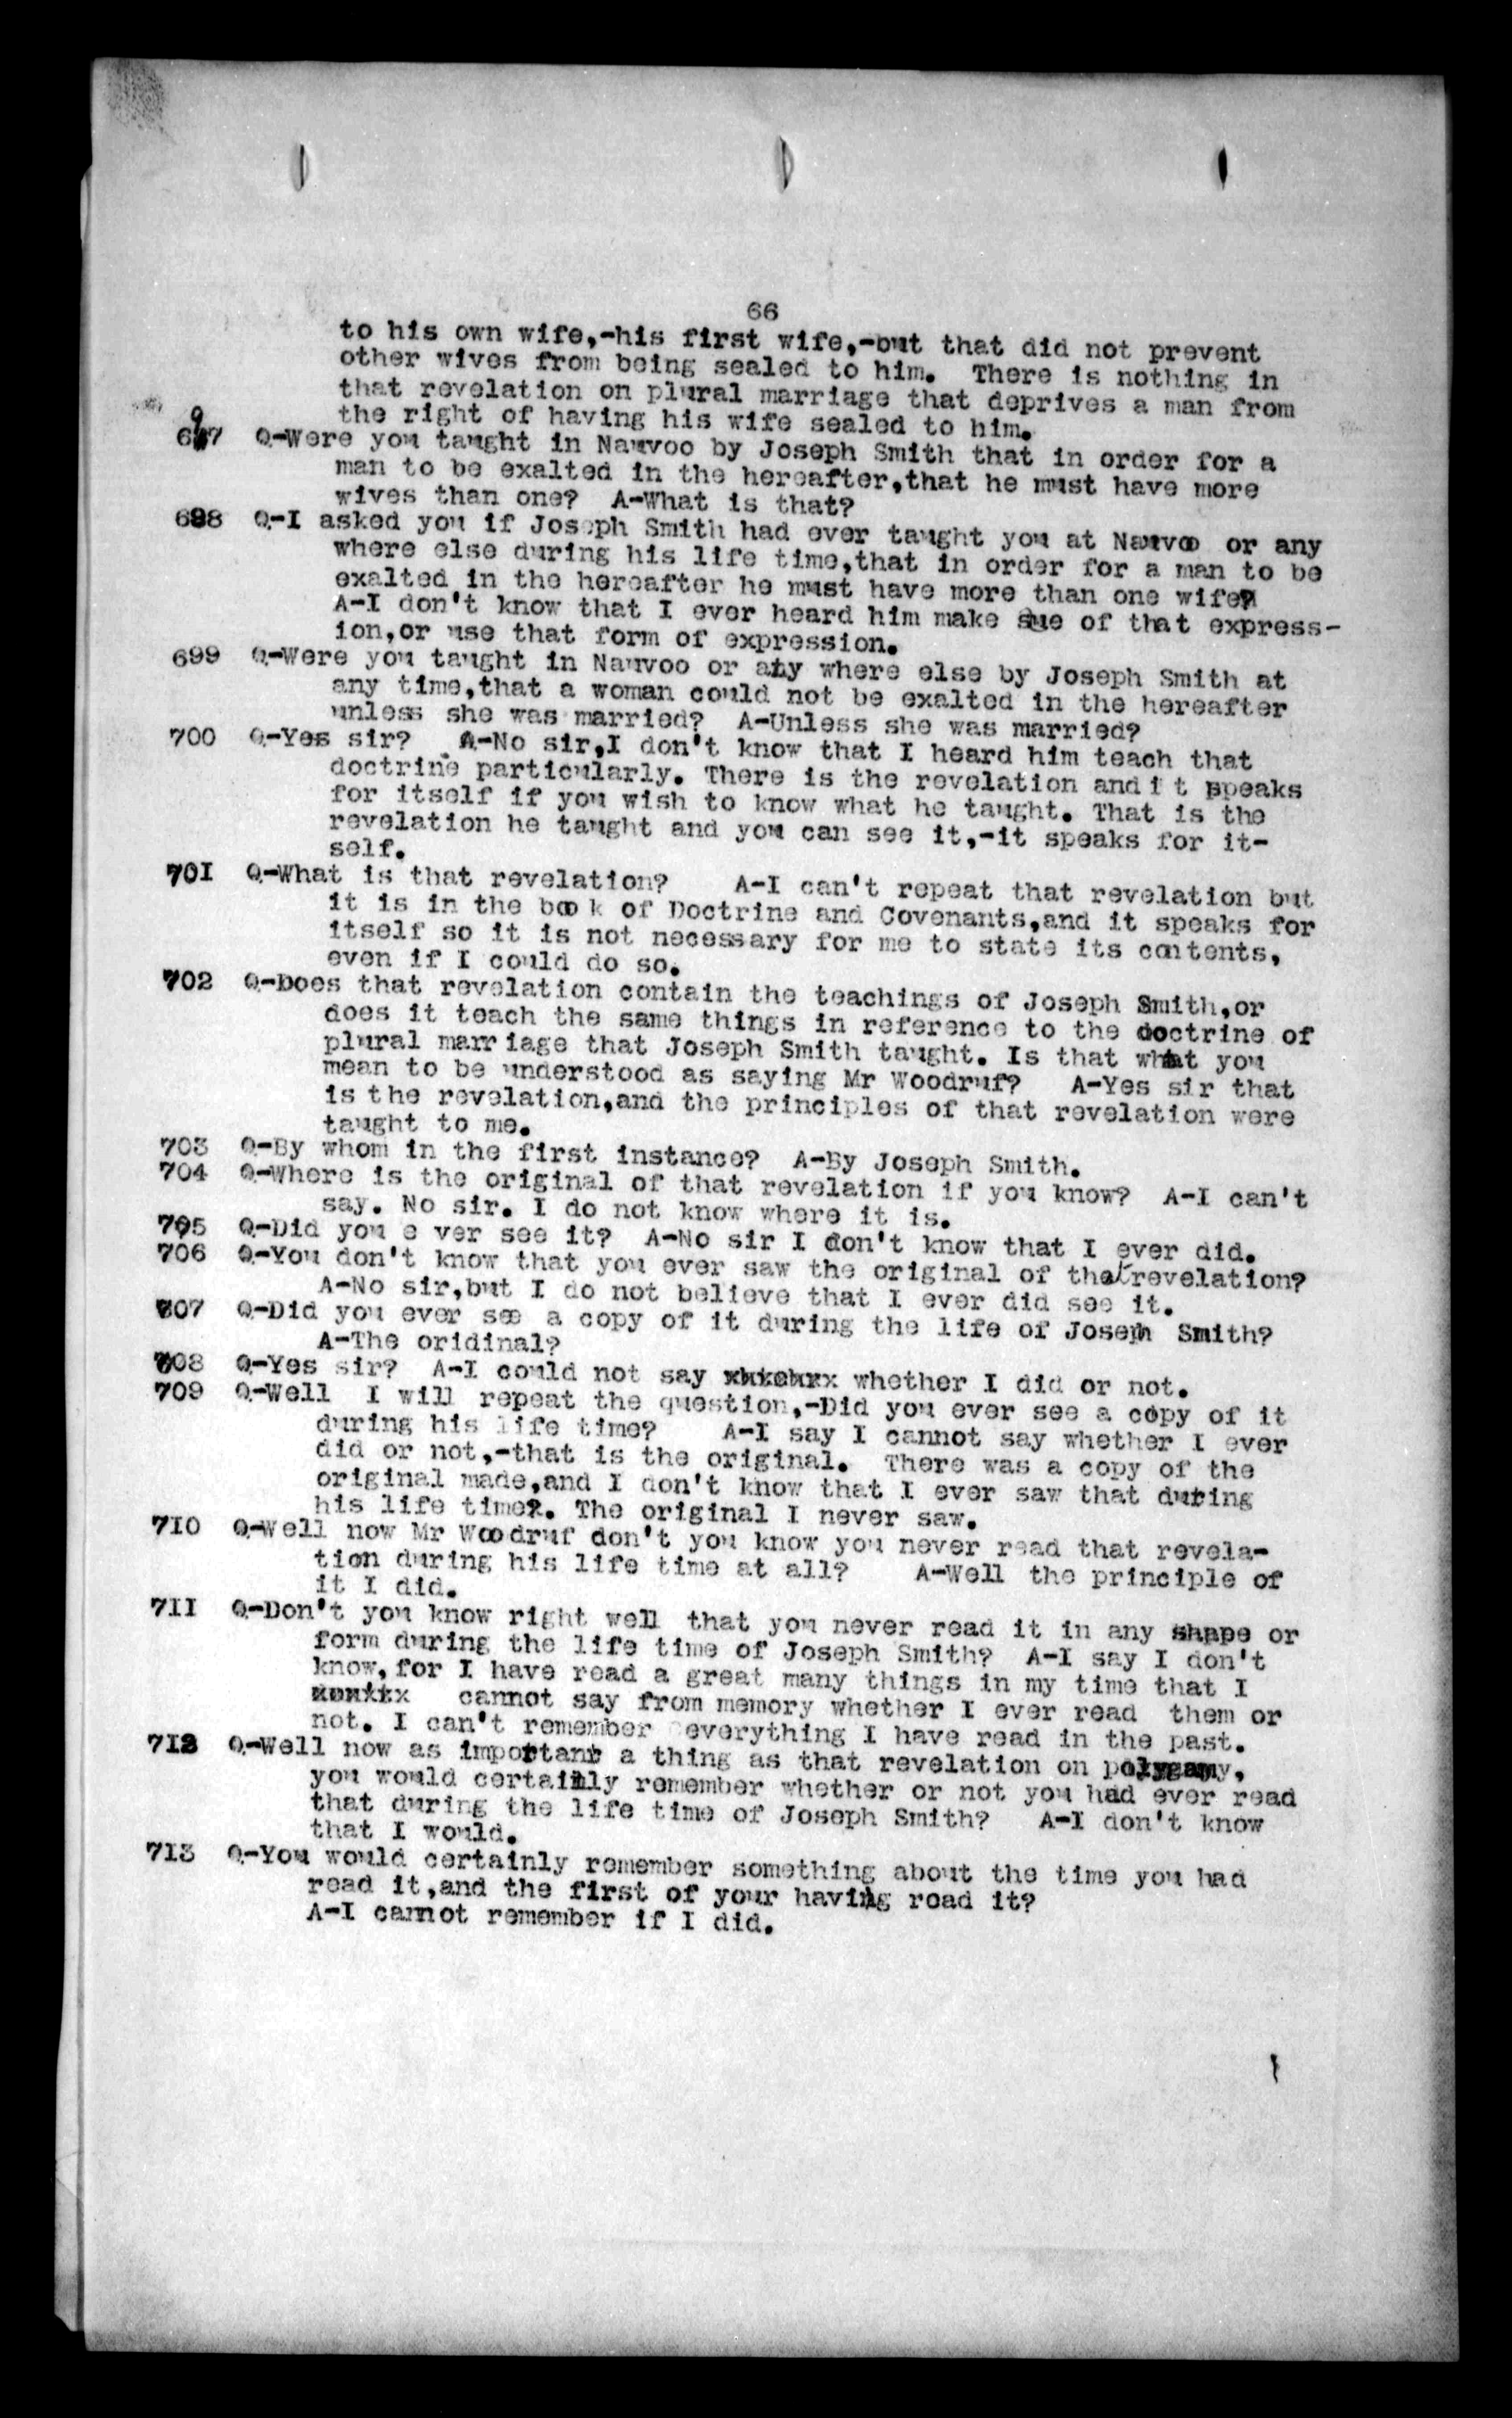 66
to his own wife,-his first wife,-but that did not prevent
other wives from being sealed to him. There is nothing in
that revelation on plural marriage that deprives a man from
the right of having his wife sealed to him.
697 Q-Were you taught in Nauvoo by Joseph Smith that in order for a
man to be exalted in the hereafter,that he must have more
wives than one? A-What is that?
698 Q-I asked you if Joseph Smith had ever taught you at Nauvoo or any
where else during his life time,that in order for a man to be
exalted in the hereafter he must have more than one wife?
A-I don't know that I ever heard him make sue of that express-
ion,or use that form of expression.
699 Q-Were you taught in Nauvoo or any where else by Joseph Smith at
any time,that a woman could not be exalted in the hereafter
unless she was married? A-Unless she was married?
700 Q-Yes sir? A-No sir,I don't know that I heard him teach that
doctrine particularly. There is the revelation and it speaks
for itself if you wish to know what he taught. That is the
revelation he taught and you can see it,-it speaks for it-
self.
701 Q-What is that revelation? A-I can't repeat that revelation but
it is in the book of Doctrine and Covenants,and it speaks for
itself so it is not necessary for me to state its contents,
even if I could do so.
702 Q-Does that revelation contain the teachings of Joseph Smith,or
does it teach the same things in reference to the doctrine of
plural marriage that Joseph Smith taught. Is that what you
mean to be understood as saying Mr Woodruf? A-Yes sir that
is the revelation,and the principles of that revelation were
taught to me.
703 Q-By whom in the first instance? A-By Joseph Smith.
704 Q-Where is the original of that revelation if you know? A-I can't
say. No sir. I do not know where it is.
705 Q-Did you e ver see it? A-No sir I don't know that I ever did.
706 Q-You don't know that you ever saw the original of that revelation?
A-No sir,but I do not believe that I ever did see it.
707 Q-Did you ever see a copy of it during the life of Joseph Smith?
A-The oridinal?
708 Q-Yes sir? A-I could not say whether I did or not.
709 Q-Well I will repeat the question,-Did you ever see a copy of it
during his life time? A-I say I cannot say whether I ever
did or not,-that is the original. There was a copy of the
original made,and I don't know that I ever saw that during
his life time. The original I never saw.
710 Q-Well now Mr Woodruf don't you know you never read that revela-
tion during his life time at all? A-Well the principle of
it I did.
711 Q-Don't you know right well that you never read it in any shape or
form during the life time of Joseph Smith? A-I say I don't
know,for I have read a great many things in my time that I
cannot say from memory whether I ever read them or
not. I can't remember everything I have read in the past.
712 Q-Well now as important a thing as that revelation on polygamy,
you would certainly remember whether or not you had ever read
that during the life time of Joseph Smith? A-I don't know
that I would.
713 Q-You would certainly remember something about the time you had
read it,and the first of your having read it?
A-I cannot remember if I did.